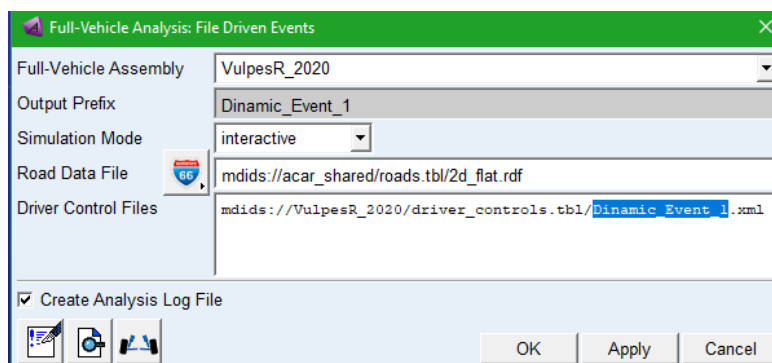 Full-Vehicle Analysis: File Driven Events
Full-Vehicle Assembly VulpesR_2020
Output Prefix Dinamic_Event_1
Simulation Mode interactive
Road Data File 66 mdids://acar_shared/roads.tbl/2d_flat.rdf
Driver Control Files mdids://VulpesR_2020/driver_controls.tbl/Dinamic_Event_1.xml
Create Analysis Log File
OK Apply Cancel